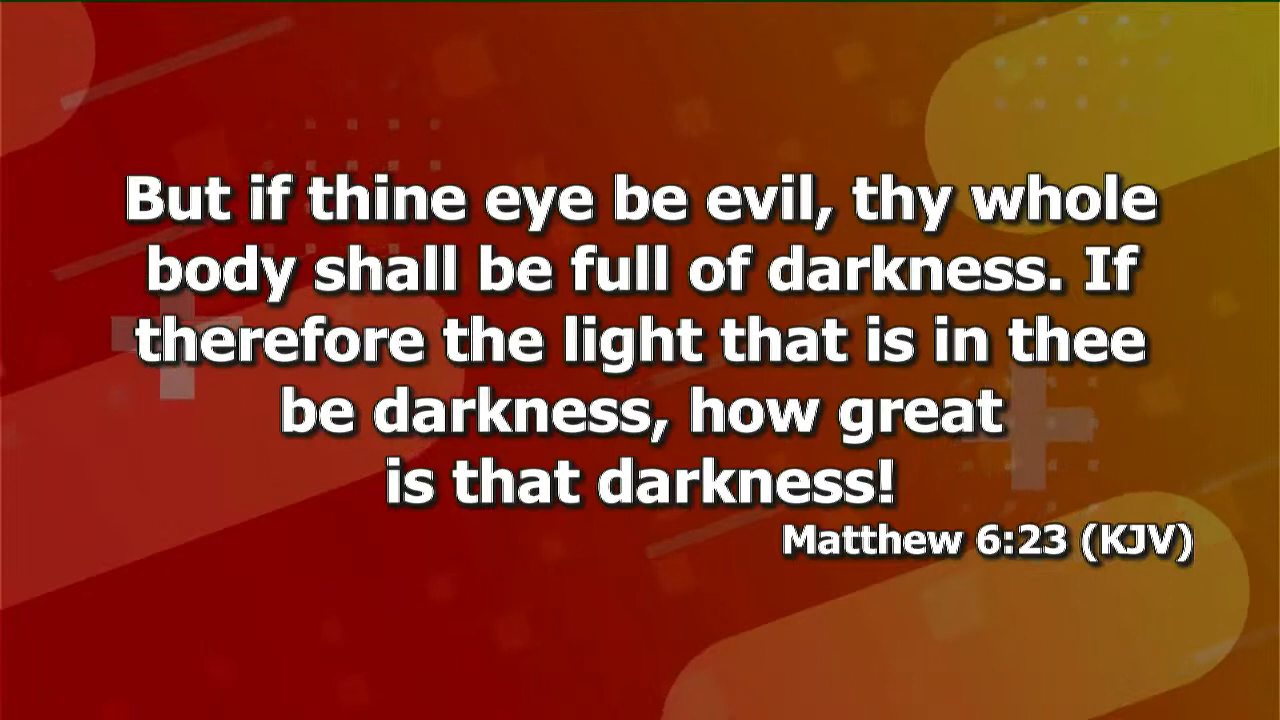 But if thine eye be evil, thy whole
body shall be full of darkness. If
therefore the light that is in thee
be darkness, how great
is that darkness!
Matthew 6:23 (KJV)